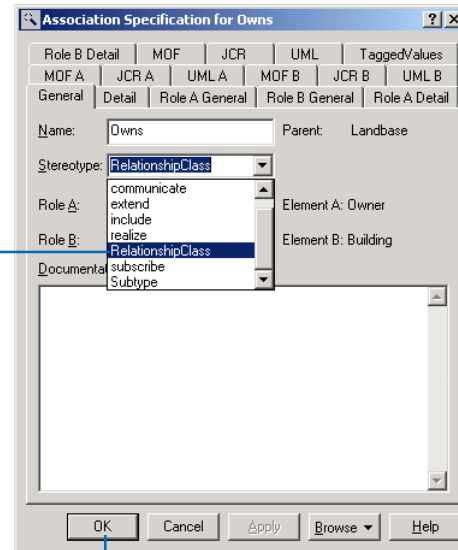 Association Specification for Owns
Role B Detail MOF JCR UML TaggedValues
MOF A JCR A UML A MOF B JCR B UML B
General Detail Role A General Role B General Role A Detail
Name: Owns Parent: Landbase
Stereotype: RelationshipClass
communicate
Role A: extend Element A: Owner
include
realize
Role B: RelationshipClass Element B: Building
subscribe
Documentat
Subtype
OK Cancel Apply Browse Help